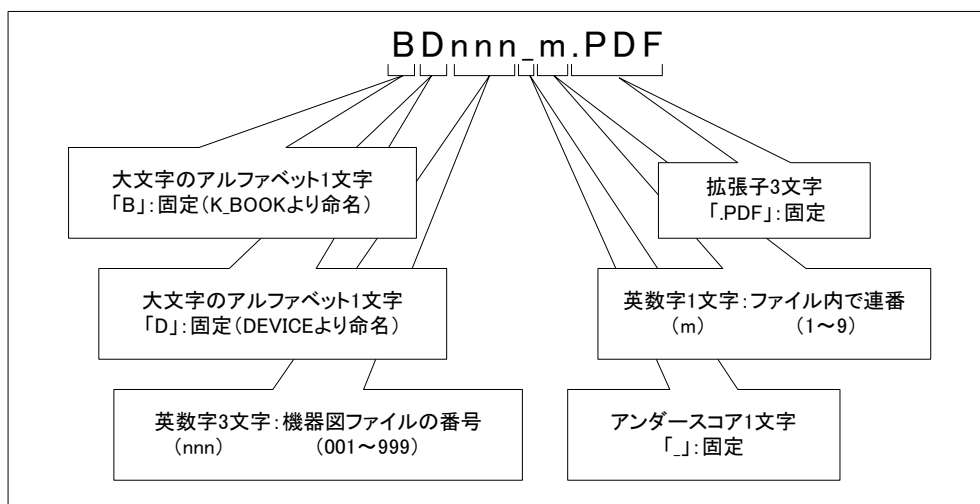 BDnnn_m.PDF
大文字のアルファベット1文字
「B」:固定(K_BOOKより命名)
拡張子3文字
「.PDF」:固定
大文字のアルファベット1文字
「D」:固定(DEVICEより命名)
英数字1文字:ファイル内で連番
(m) (1~9)
英数字3文字:機器図ファイルの番号
(nnn) (001~999)
アンダースコア1文字
「_」:固定